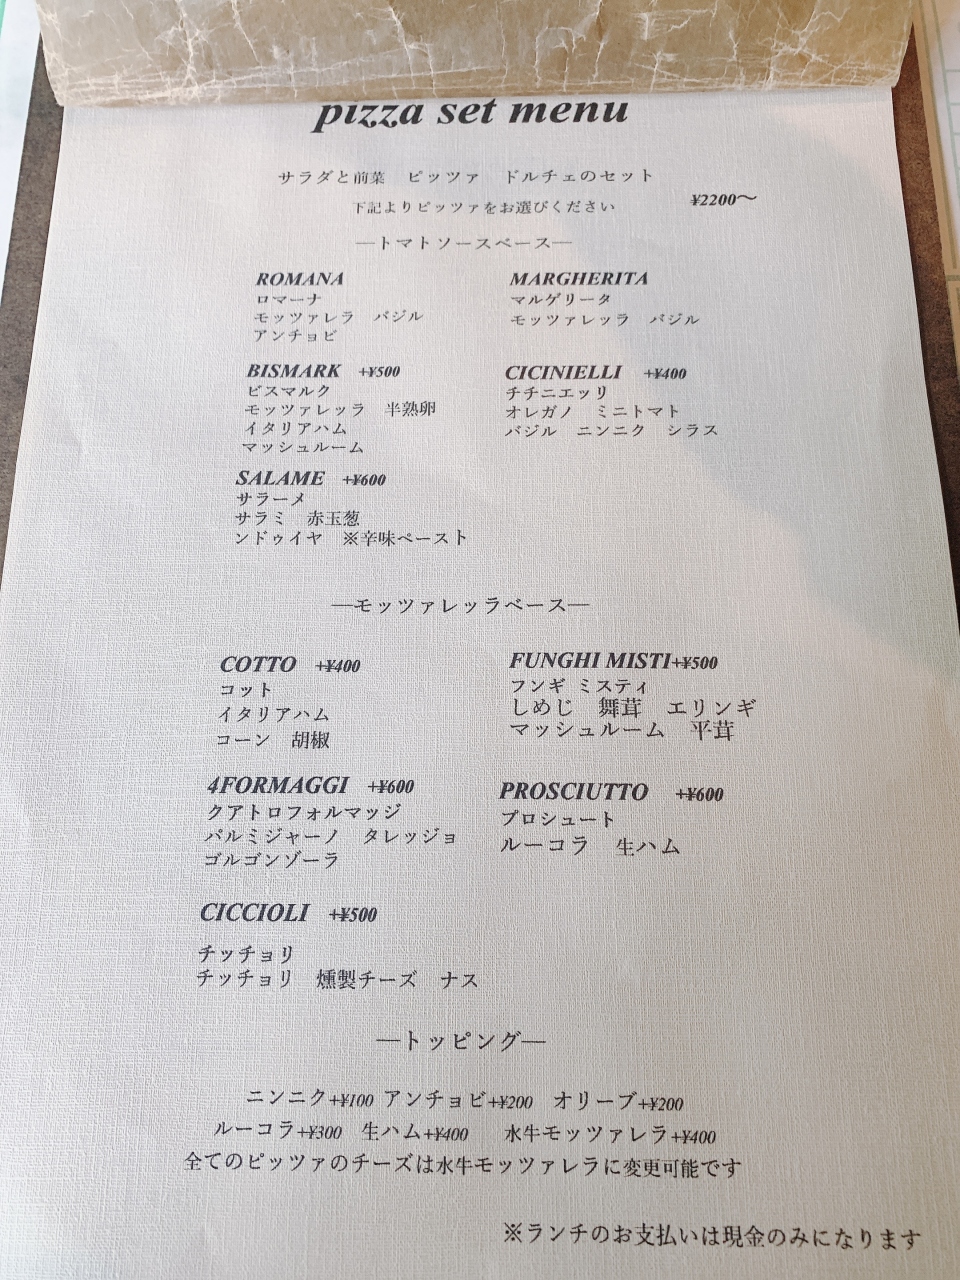 pizza set menu
サラダと前菜　ピッツァ　ドルチェのセット
¥2200～
下記よりピッツァをお選びください
―トマトソースベース―
ROMANA
ロマーナ
モッツァレラ　バジル
アンチョビ
MARGHERITA
マルゲリータ
モッツァレッラ　バジル
BISMARK +¥500
ビスマルク
モッツァレッラ　半熟卵
イタリアハム
マッシュルーム
CICINIELLI +¥400
チチニエッリ
オレガノ　ミニトマト
バジル　ニンニク　シラス
SALAME +¥600
サラーメ
サラミ　赤玉葱
ンドゥイヤ　※辛味ペースト
―モッツァレッラベース―
COTTO +¥400
コット
イタリアハム
コーン　胡椒
FUNGHI MISTI+¥500
フンギ ミスティ
しめじ　舞茸　エリンギ
マッシュルーム　平茸
4FORMAGGI +¥600
クアトロフォルマッジ
パルミジャーノ　タレッジョ
ゴルゴンゾーラ
PROSCIUTTO +¥600
プロシュート
ルーコラ　生ハム
CICCIOLI +¥500
チッチョリ
チッチョリ　燻製チーズ　ナス
―トッピング―
ニンニク+¥100 アンチョビ+¥200　オリーブ+¥200
ルーコラ+¥300　生ハム+¥400　水牛モッツァレラ+¥400
全てのピッツァのチーズは水牛モッツァレラに変更可能です
※ランチのお支払いは現金のみになります